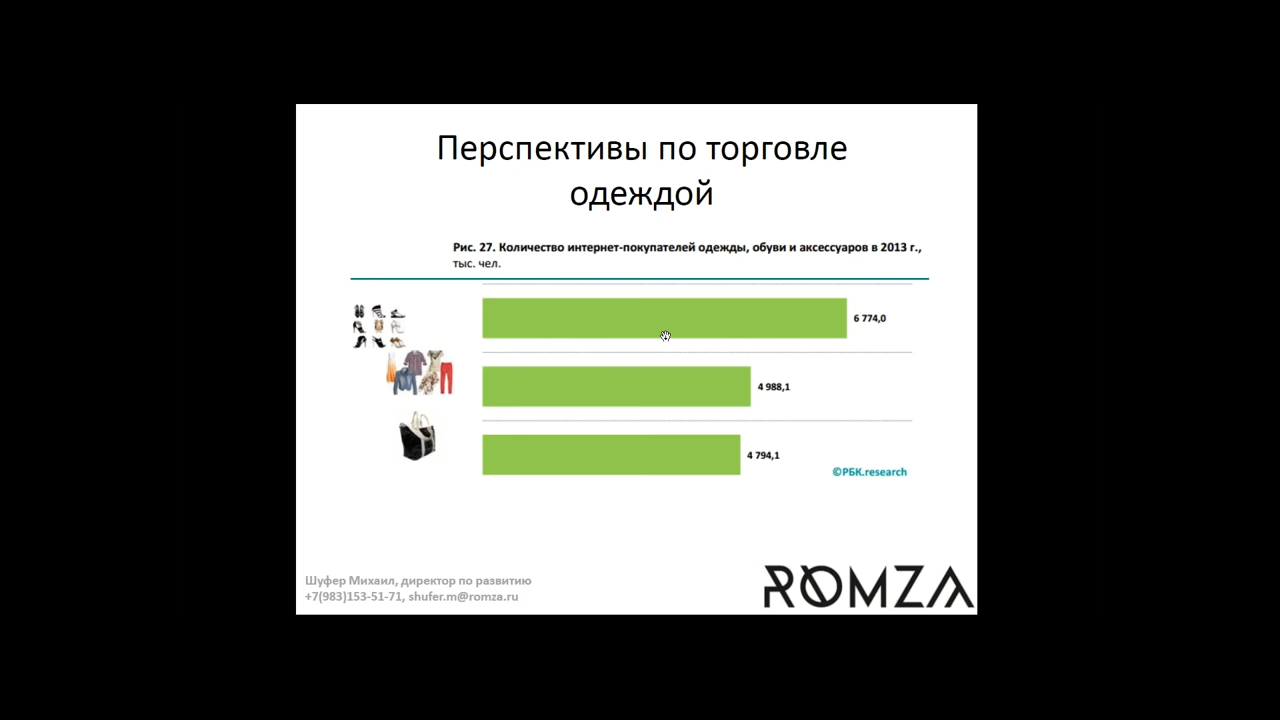 Перспективы по торговле
одеждой
Рис. 27. Количество интернет-покупателей одежды, обуви и аксессуаров в 2013 г.,
тыс. чел.
6 774,0
4 988,1
4 794,1
©РБК.research
Шуфер Михаил, директор по развитию
+7(983)153-51-71, shufer.m@romza.ru
ROMZA